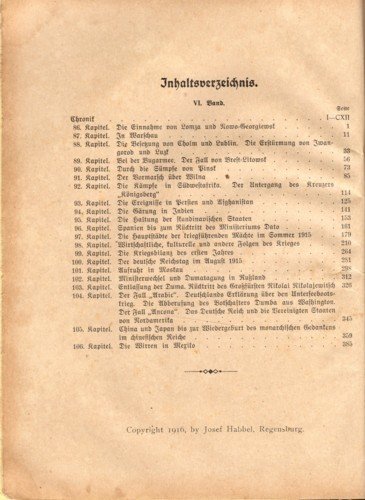 Inhaltsverzeichnis.
VI. Band.
Seite
Chronik I—CXII
86. Kapitel. Die Einnahme von Lomza und Nowo-Georgiewsk 1
87. Kapitel. In Warschau 11
88. Kapitel. Die Besetzung von Cholm und Lublin. Die Erstürmung von Iwan-
gorod und Luzk 33
89. Kapitel. Bei der Bugarmee. Der Fall von Brest-Litowsk 56
90. Kapitel. Durch die Sümpfe von Pinsk 73
91. Kapitel. Der Vormarsch über Wilna 85
92. Kapitel. Die Kämpfe in Südwestafrika. Der Untergang des Kreuzers
„Königsberg" 114
93. Kapitel. Die Ereignisse in Persien und Afghanistan 125
94. Kapitel. Die Gärung in Indien 141
95. Kapitel. Die Haltung der skandinavischen Staaten 153
96. Kapitel. Spanien bis zum Rücktritt des Ministeriums Dato 161
97. Kapitel. Die Hauptstädte der kriegführenden Mächte im Sommer 1915 179
98. Kapitel. Wirtschaftliche, kulturelle und andere Folgen des Krieges 210
99. Kapitel. Die Kriegsbilanz des ersten Jahres 264
100. Kapitel. Der deutsche Reichstag im August 1915 251
101. Kapitel. Aufruhr in Moskau 298
102. Kapitel. Ministerwechsel und Dumatagung in Rußland 312
103. Kapitel. Entlassung der Duma. Rücktritt des Großfürsten Nikolai Nikolajewitsch 326
104. Kapitel. Der Fall „Arabic". Deutschlands Erklärung über den Unterseeboots-
krieg. Die Abberufung des Botschafters Dumba aus Washington.
Der Fall „Ancona". Das Deutsche Reich und die Vereinigten Staaten
von Nordamerika 345
105. Kapitel. China und Japan bis zur Wiedergeburt des monarchischen Gedankens
im chinesischen Reiche 359
106. Kapitel. Die Wirren in Mexiko 385
Copyright 1916, by Josef Habbel, Regensburg.